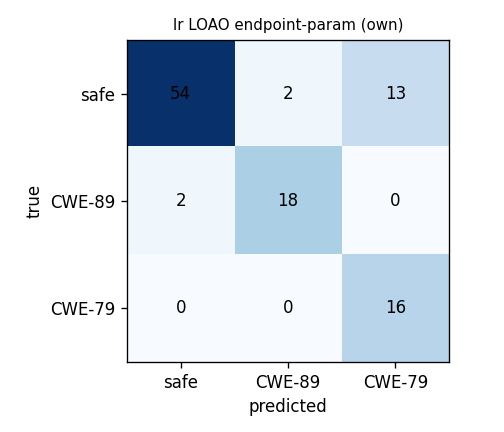 lr LOAO endpoint-param (own)
true
safe 54 2 13
CWE-89 2 18 0
CWE-79 0 0 16
safe CWE-89 CWE-79
predicted